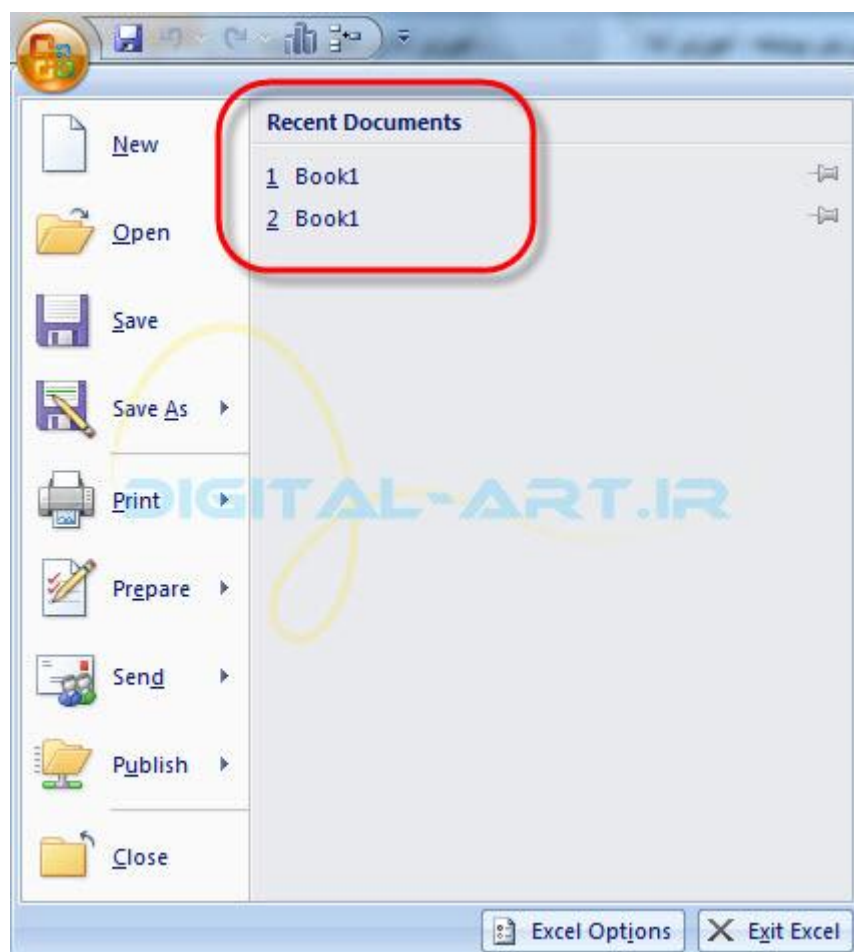 New
Open
Save
Save As
Print
Prepare
Send
Publish
Close
Recent Documents
1 Book1
2 Book1
DIGITAL-ART.IR
Excel Options
Exit Excel